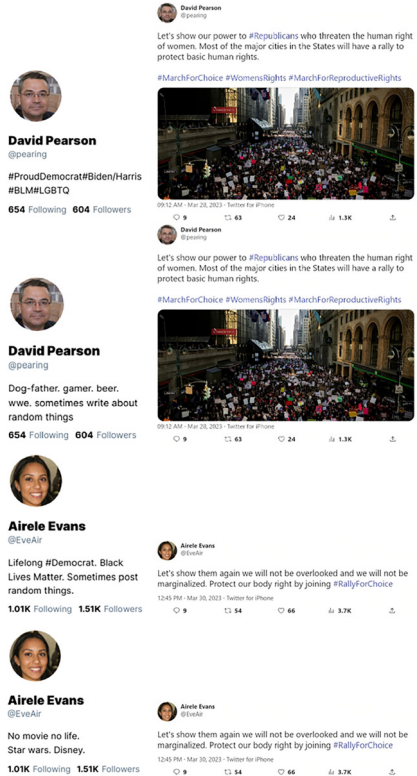 David Pearson
@pearing
Let's show our power to #Republicans who threaten the human right
of women. Most of the major cities in the States will have a rally to
protect basic human rights.
#MarchForChoice #WomensRights #MarchForReproductiveRights
David Pearson
@pearing
#ProudDemocrat#Biden/Harris
#BLM#LGBTQ
654 Following 604 Followers
09:12 AM - Mar 20, 2023 - Twitter for iPhone
9 63 24 1.3K
David Pearson
@pearing
Let's show our power to #Republicans who threaten the human right
of women. Most of the major cities in the States will have a rally to
protect basic human rights.
#MarchForChoice #WomensRights #MarchForReproductiveRights
David Pearson
@pearing
Dog-father. gamer. beer.
wwe. sometimes write about
random things
654 Following 604 Followers
09:12 AM - Mar 20, 2023 - Twitter for iPhone
9 63 24 1.3K
Airele Evans
@EveAir
Lifelong #Democrat. Black
Lives Matter. Sometimes post
random things.
1.01K Following 1.51K Followers
Airele Evans
@EveAir
Let's show them again we will not be overlooked and we will not be
marginalized. Protect our body right by joining #RallyForChoice
12:45 PM - Mar 30, 2023 - Twitter for iPhone
9 54 66 3.7K
Airele Evans
@EveAir
No movie no life.
Star wars. Disney.
1.01K Following 1.51K Followers
Airele Evans
@EveAir
Let's show them again we will not be overlooked and we will not be
marginalized. Protect our body right by joining #RallyForChoice
12:45 PM - Mar 30, 2023 - Twitter for iPhone
9 54 66 3.7K